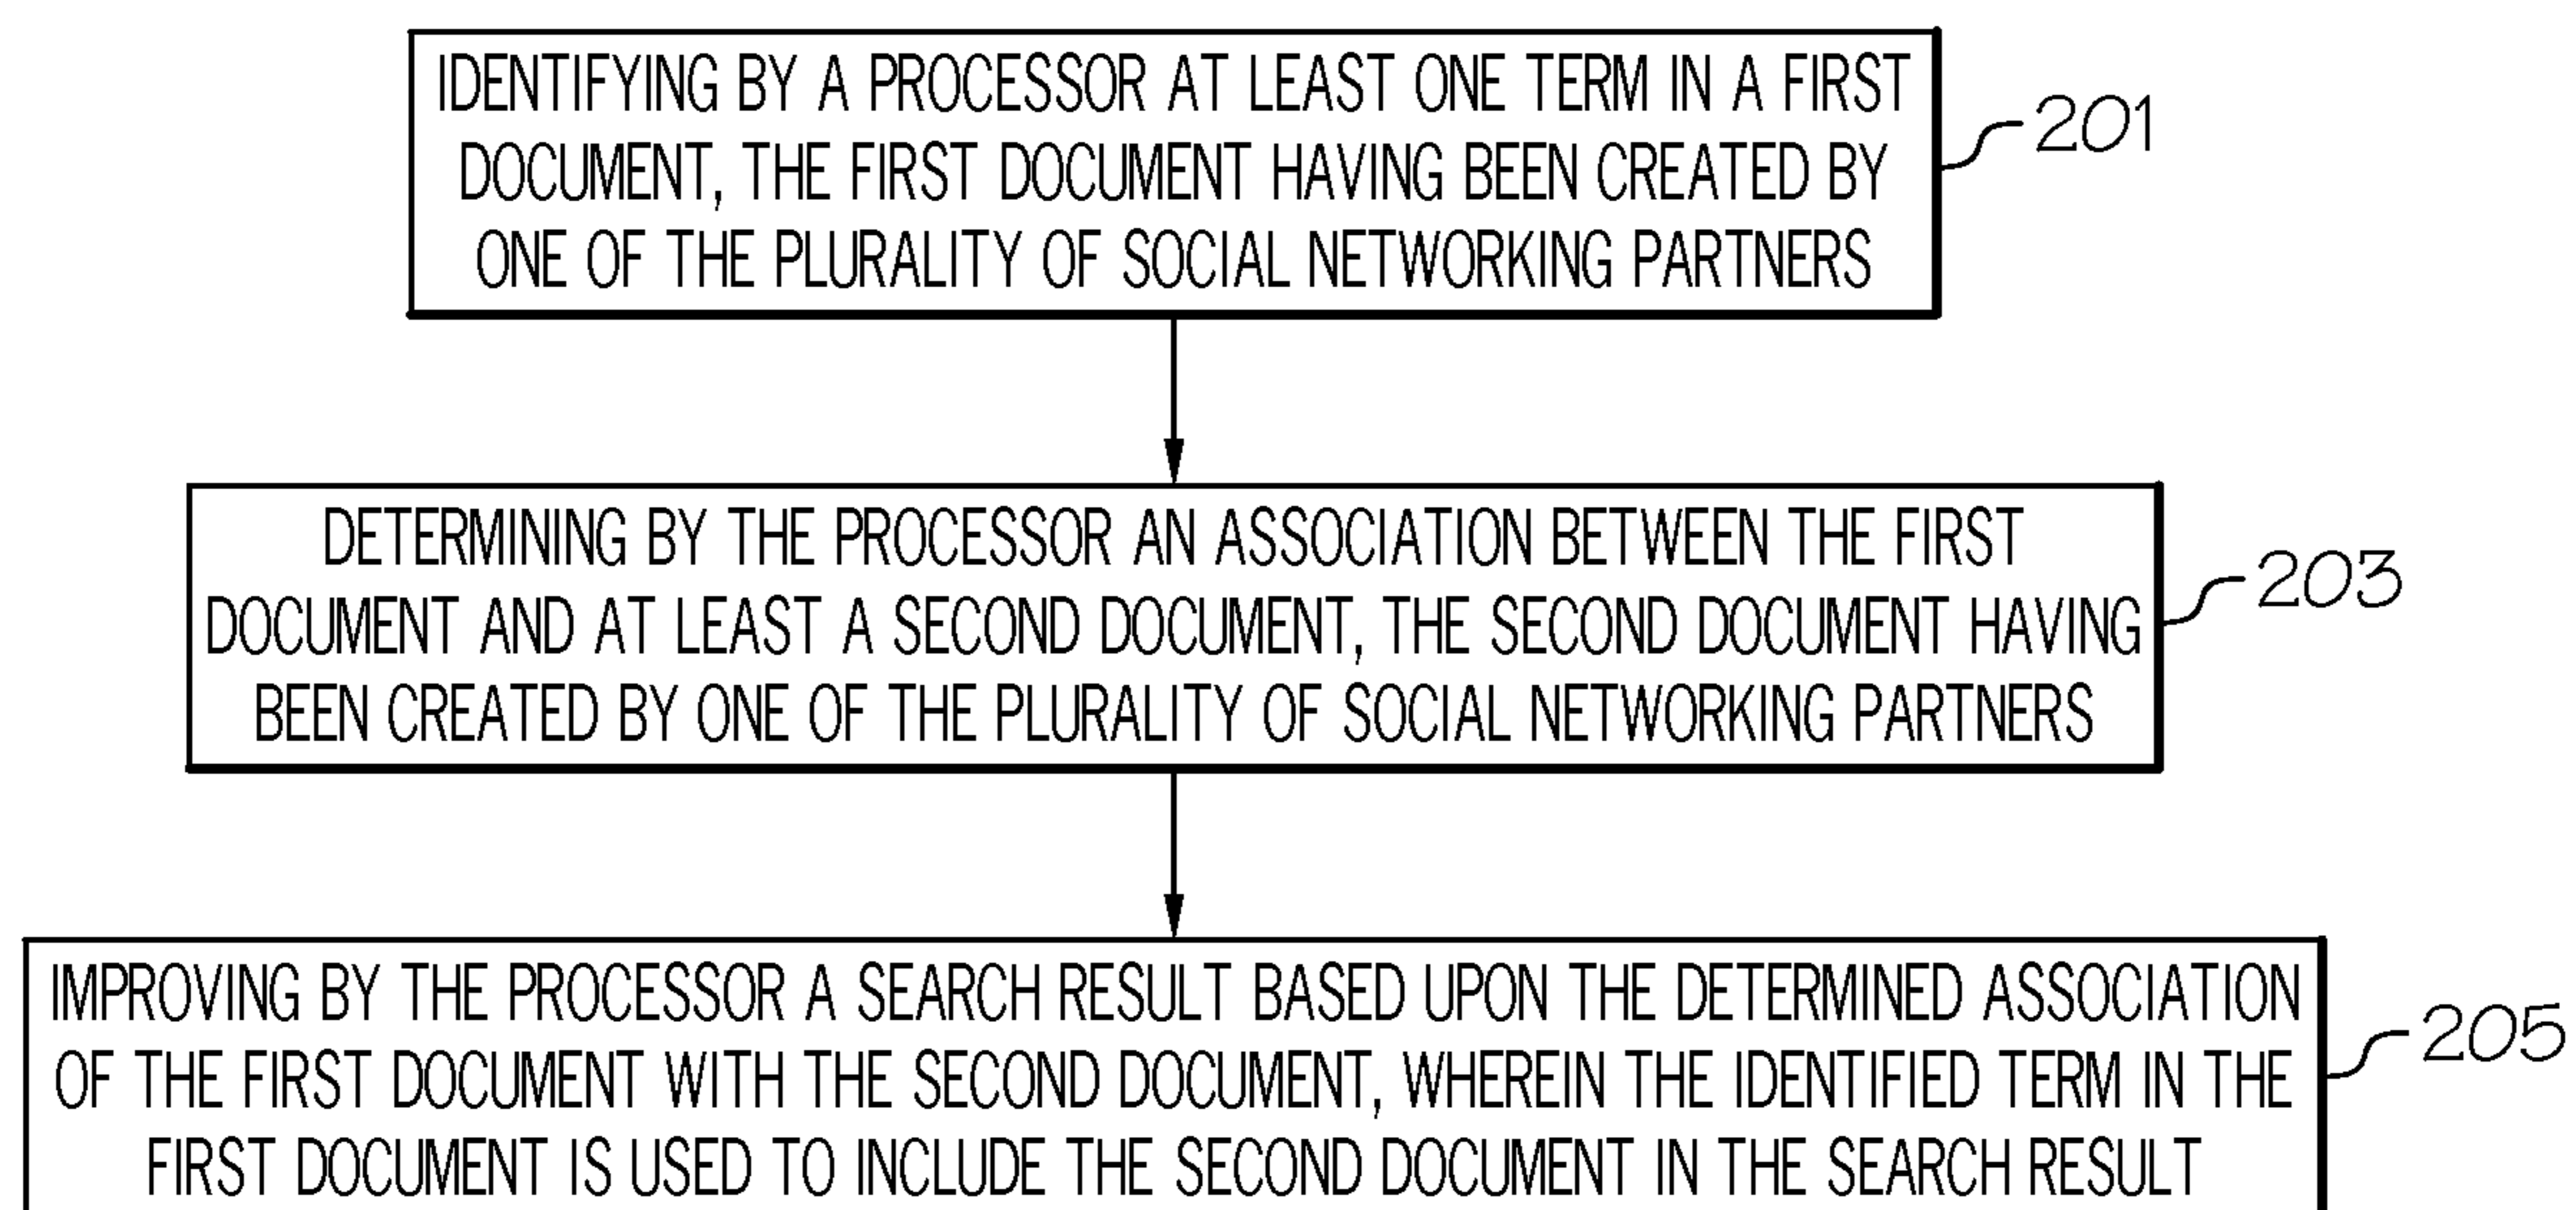 IDENTIFYING BY A PROCESSOR AT LEAST ONE TERM IN A FIRST
DOCUMENT, THE FIRST DOCUMENT HAVING BEEN CREATED BY
ONE OF THE PLURALITY OF SOCIAL NETWORKING PARTNERS
201
DETERMINING BY THE PROCESSOR AN ASSOCIATION BETWEEN THE FIRST
DOCUMENT AND AT LEAST A SECOND DOCUMENT, THE SECOND DOCUMENT HAVING
BEEN CREATED BY ONE OF THE PLURALITY OF SOCIAL NETWORKING PARTNERS
203
IMPROVING BY THE PROCESSOR A SEARCH RESULT BASED UPON THE DETERMINED ASSOCIATION
OF THE FIRST DOCUMENT WITH THE SECOND DOCUMENT, WHEREIN THE IDENTIFIED TERM IN THE
FIRST DOCUMENT IS USED TO INCLUDE THE SECOND DOCUMENT IN THE SEARCH RESULT
205